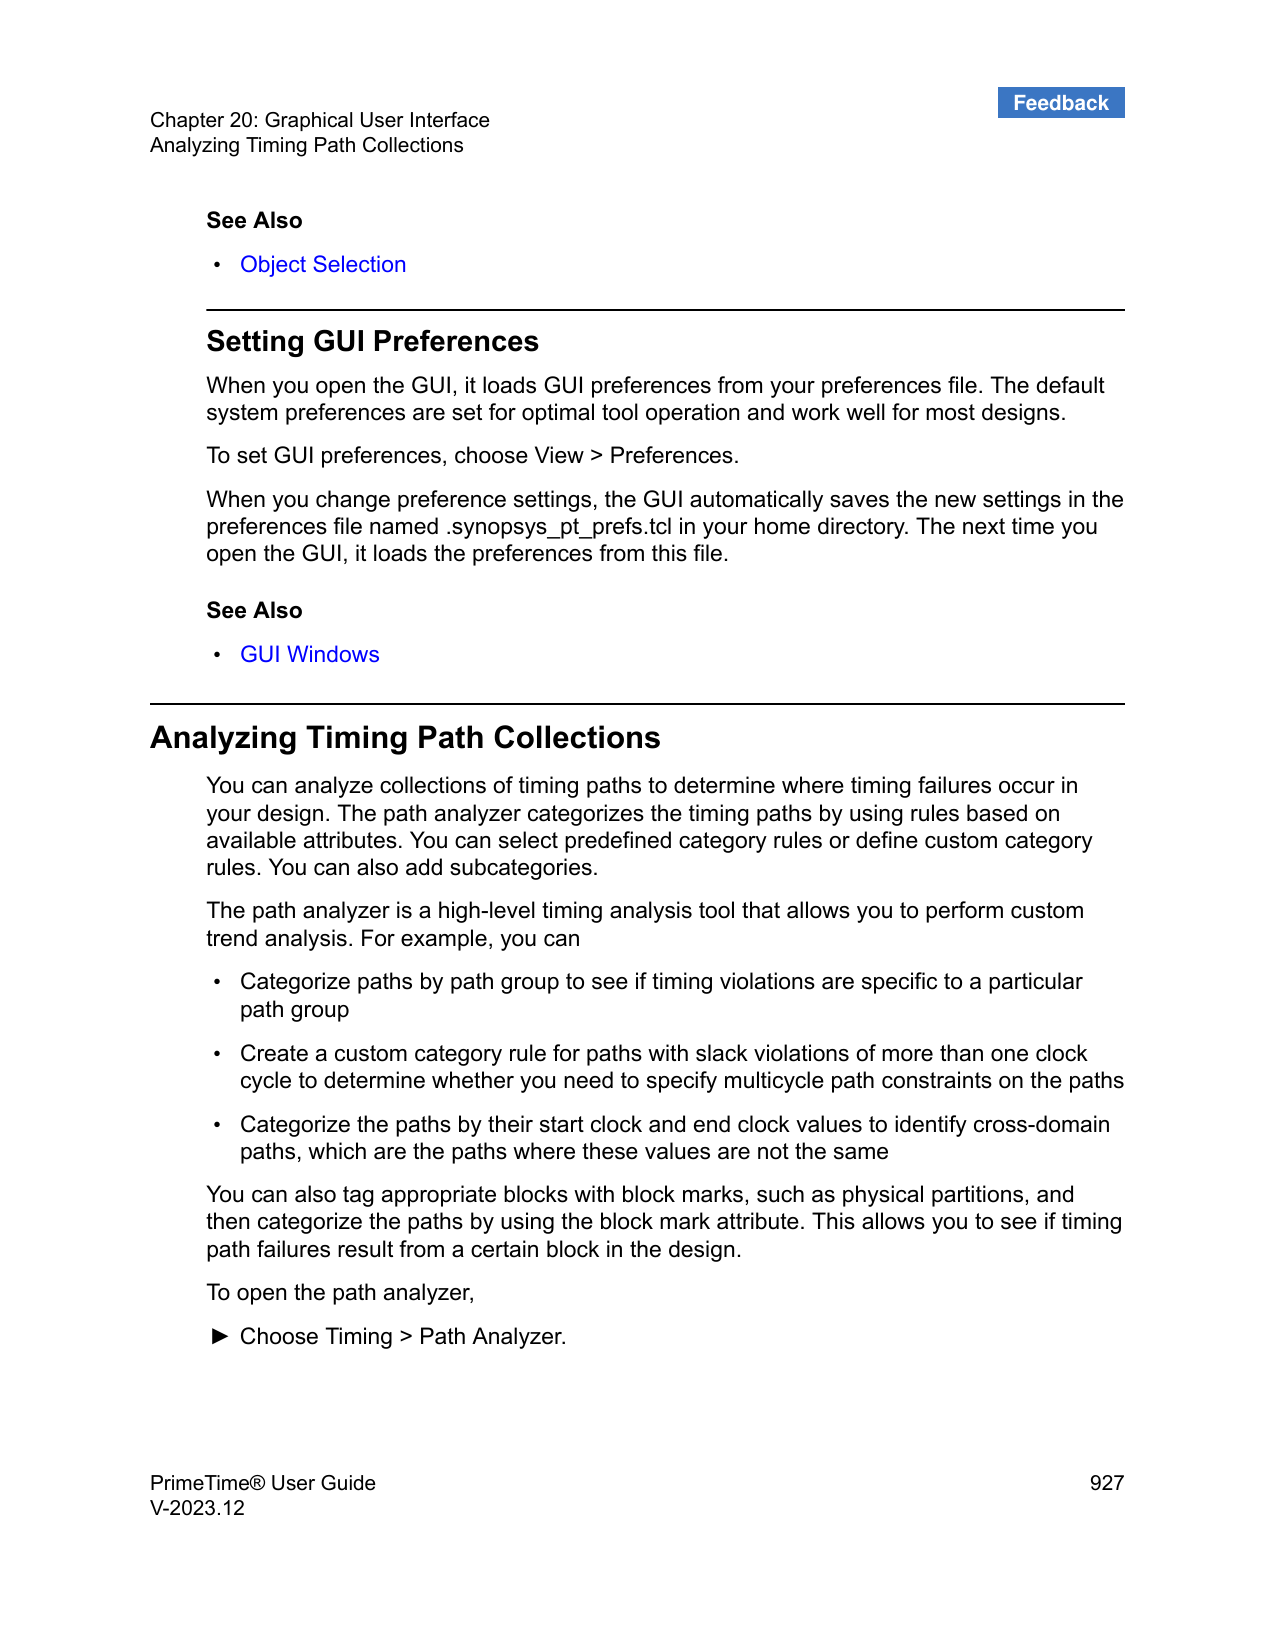 Feedback
Chapter 20: Graphical User Interface
Analyzing Timing Path Collections
See Also
• Object Selection
Setting GUI Preferences
When you open the GUI, it loads GUI preferences from your preferences file. The default
system preferences are set for optimal tool operation and work well for most designs.
To set GUI preferences, choose View > Preferences.
When you change preference settings, the GUI automatically saves the new settings in the
preferences file named .synopsys_pt_prefs.tcl in your home directory. The next time you
open the GUI, it loads the preferences from this file.
See Also
• GUI Windows
Analyzing Timing Path Collections
You can analyze collections of timing paths to determine where timing failures occur in
your design. The path analyzer categorizes the timing paths by using rules based on
available attributes. You can select predefined category rules or define custom category
rules. You can also add subcategories.
The path analyzer is a high-level timing analysis tool that allows you to perform custom
trend analysis. For example, you can
• Categorize paths by path group to see if timing violations are specific to a particular
path group
• Create a custom category rule for paths with slack violations of more than one clock
cycle to determine whether you need to specify multicycle path constraints on the paths
• Categorize the paths by their start clock and end clock values to identify cross-domain
paths, which are the paths where these values are not the same
You can also tag appropriate blocks with block marks, such as physical partitions, and
then categorize the paths by using the block mark attribute. This allows you to see if timing
path failures result from a certain block in the design.
To open the path analyzer,
► Choose Timing > Path Analyzer.
PrimeTime® User Guide 927
V-2023.12